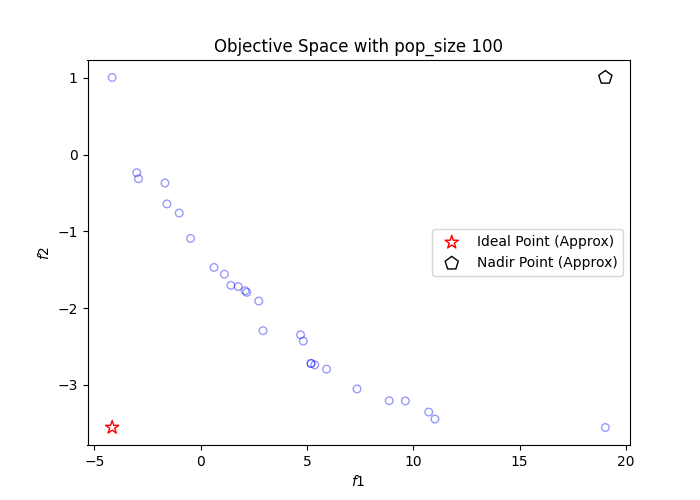 Objective Space with pop_size 100
1
0
−1
−2
−3
f2
Ideal Point (Approx)
Nadir Point (Approx)
−5
0
5
10
15
20
f1